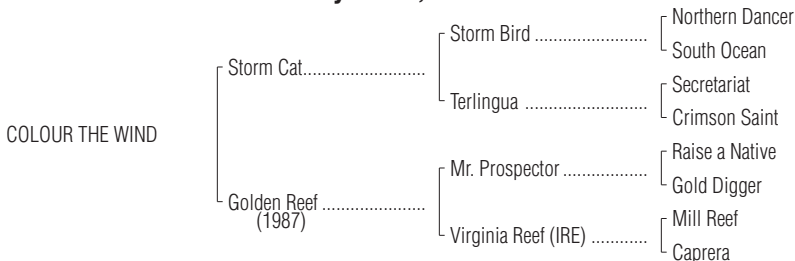 Northern Dancer
Storm Bird ................................
South Ocean
Storm Cat...................................
Secretariat
Terlingua ...................................
Crimson Saint
COLOUR THE WIND
Raise a Native
Mr. Prospector ........................
Gold Digger
Golden Reef ..............................
(1987)
Mill Reef
Virginia Reef (IRE) ................
Caprera